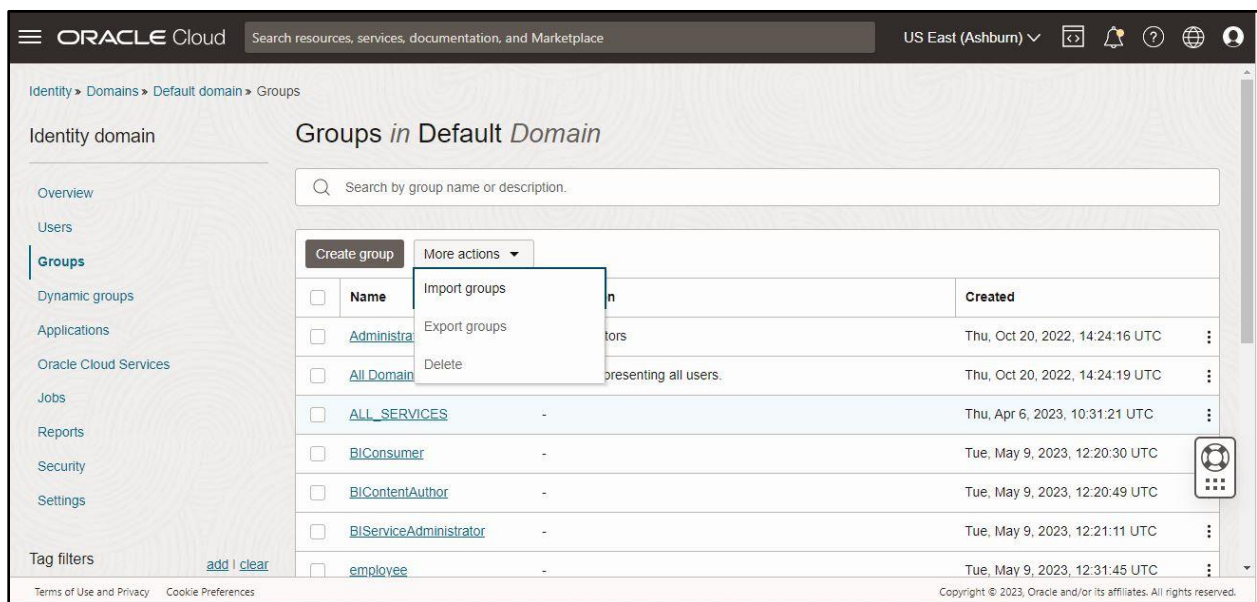 ORACLE Cloud
Search resources, services, documentation, and Marketplace
US East (Ashburn)
Identity » Domains » Default domain » Groups
Identity domain
Overview
Users
Groups
Dynamic groups
Applications
Oracle Cloud Services
Jobs
Reports
Security
Settings
Tag filters
add | clear
Groups in Default Domain
Search by group name or description.
Create group
More actions
Import groups
Export groups
Delete
Name
Created
Thu, Oct 20, 2022, 14:24:16 UTC
All Domain presenting all users. Thu, Oct 20, 2022, 14:24:19 UTC
ALL_SERVICES - Thu, Apr 6, 2023, 10:31:21 UTC
BIConsumer - Tue, May 9, 2023, 12:20:30 UTC
BIContentAuthor - Tue, May 9, 2023, 12:20:49 UTC
BIServiceAdministrator - Tue, May 9, 2023, 12:21:11 UTC
employee - Tue, May 9, 2023, 12:31:45 UTC
Terms of Use and Privacy Cookie Preferences
Copyright © 2023, Oracle and/or its affiliates. All rights reserved.